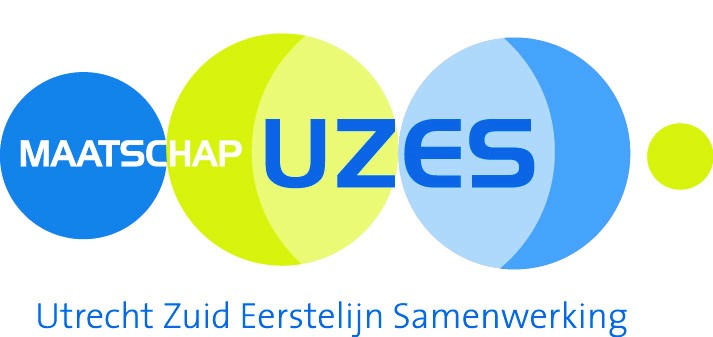 MAATSCHAP UZES
Utrecht Zuid Eerstelijn Samenwerking